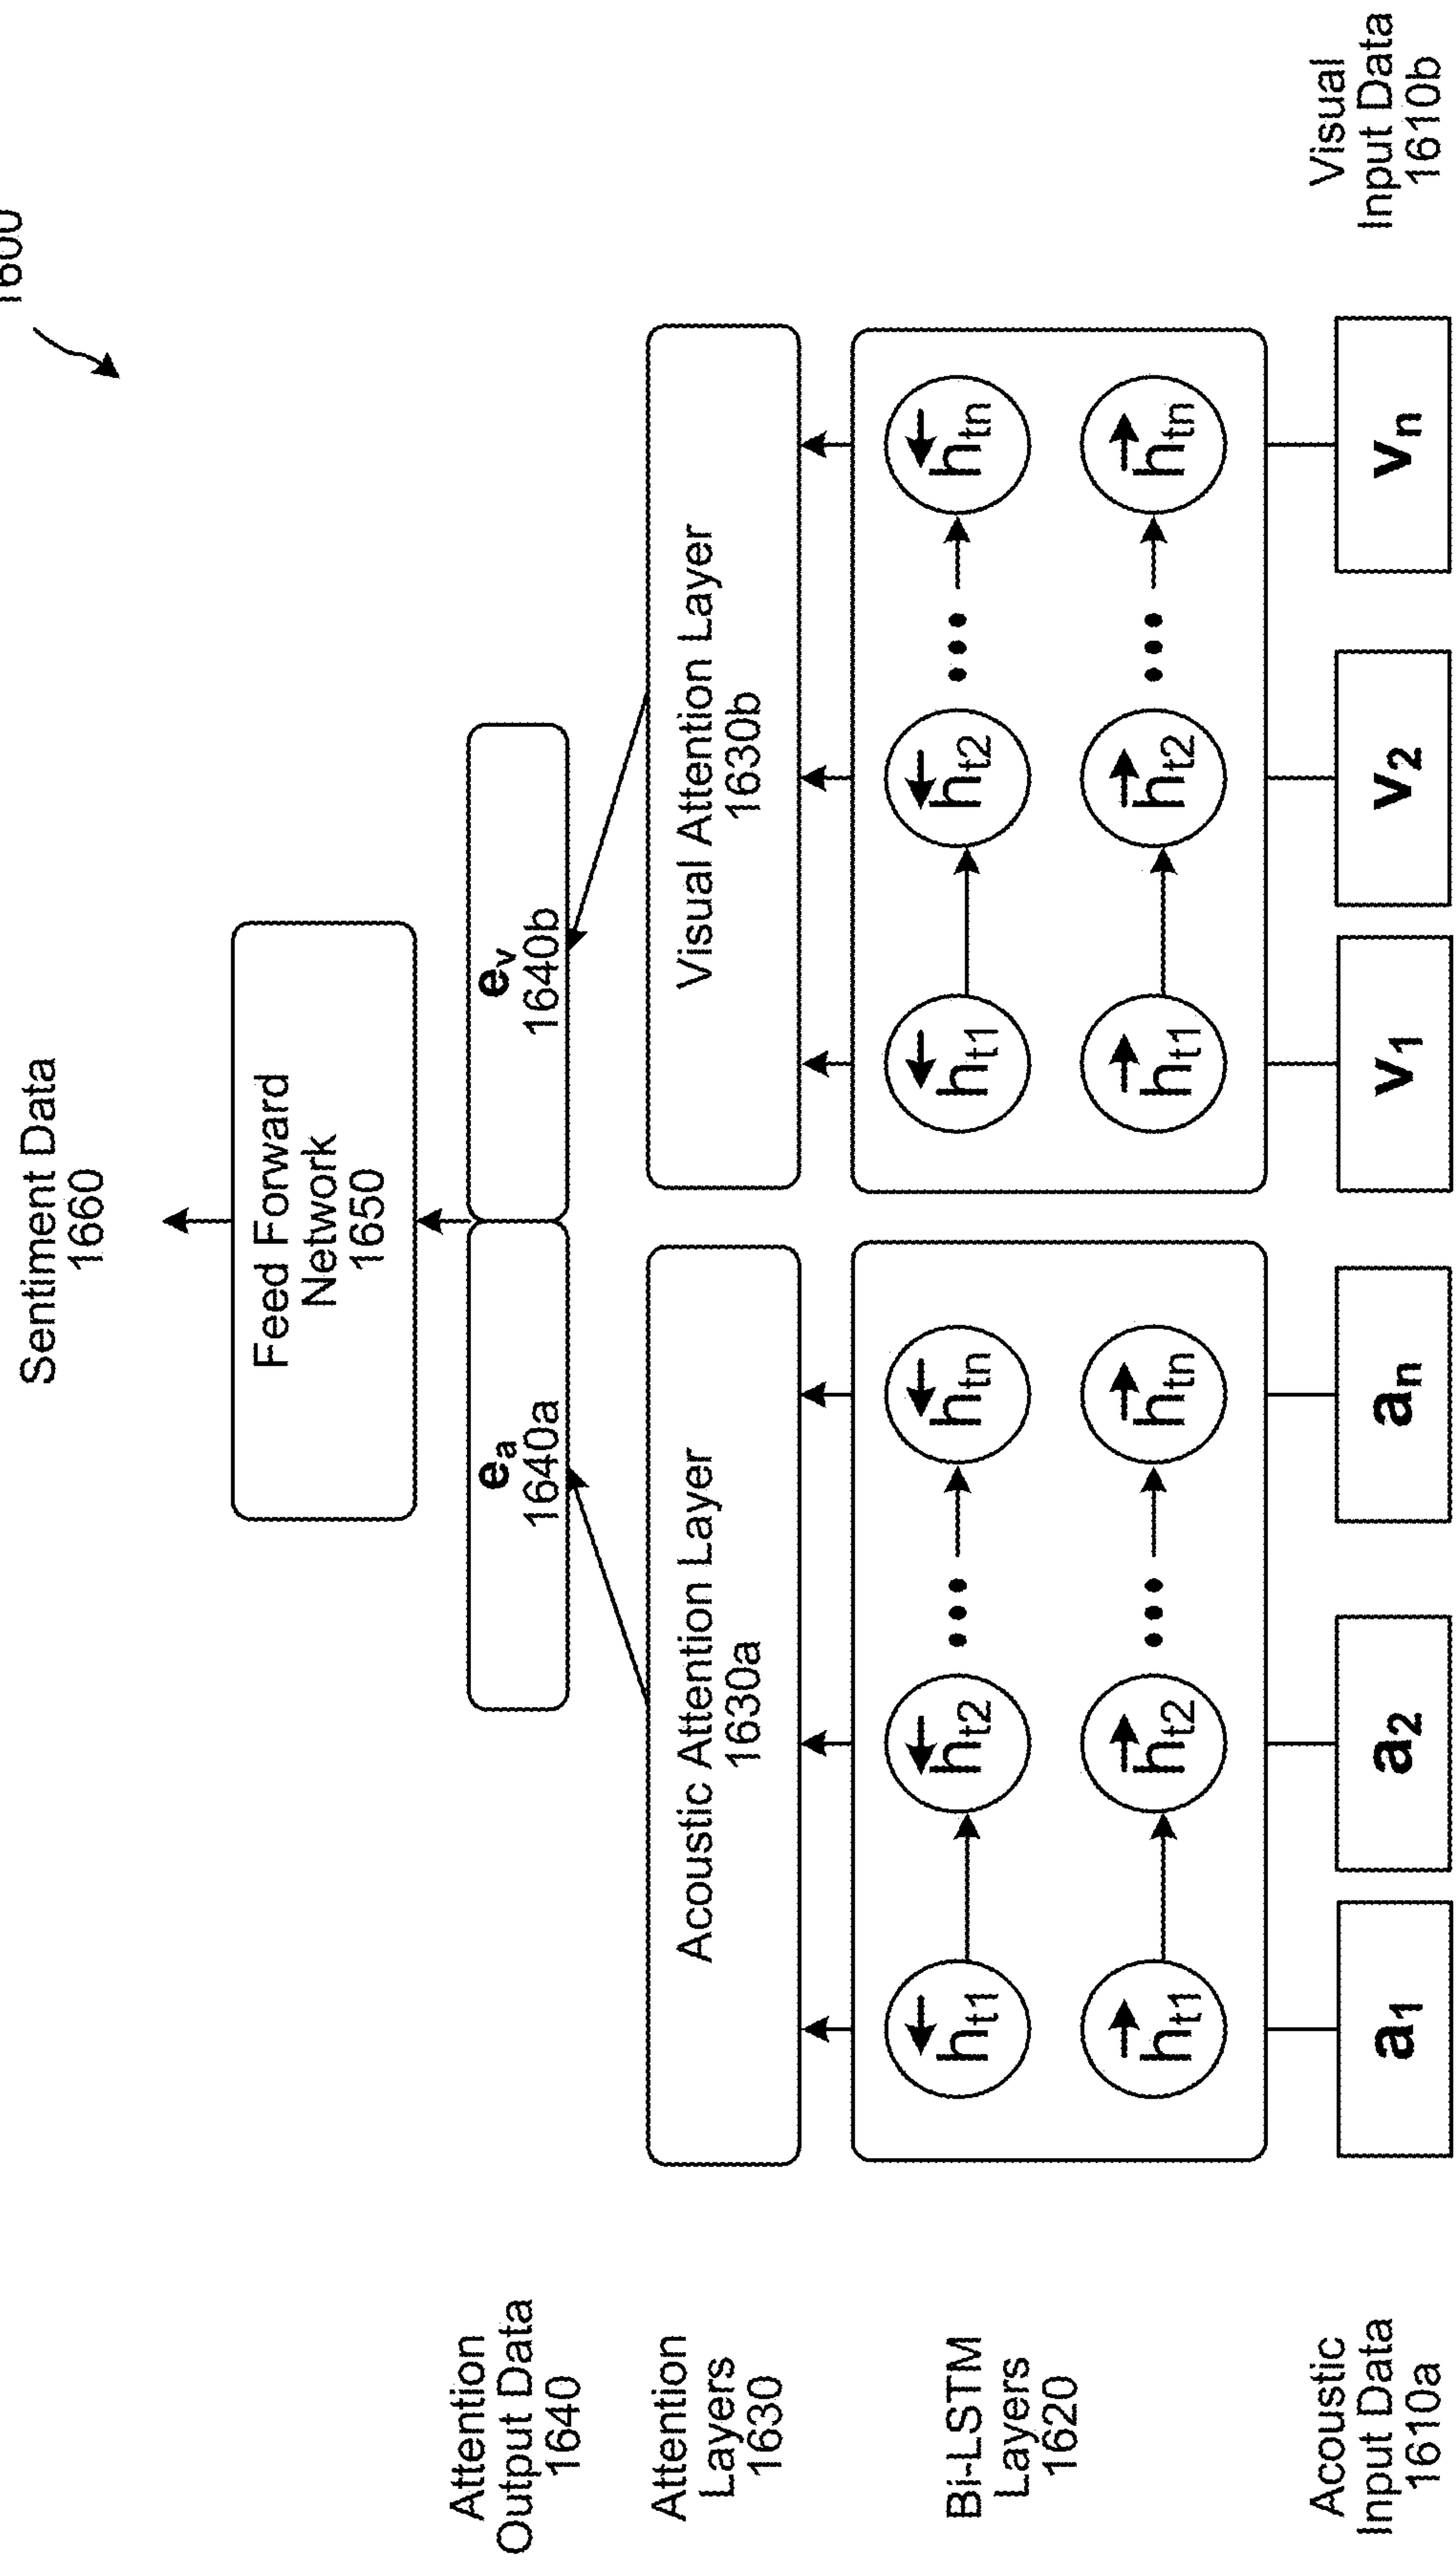 1600
Sentiment Data
1660
Feed Forward
Network
1650
Attention
Output Data
1640
ea
1640a
ev
1640b
Attention
Layers
1630
Acoustic Attention Layer
1630a
Visual Attention Layer
1630b
Bi-LSTM
Layers
1620
ht1 ht2 ... htn
ht1 ht2 ... htn
ht1 ht2 ... htn
ht1 ht2 ... htn
Acoustic
Input Data
1610a
a1 a2 an
v1 v2 vn
Visual
Input Data
1610b